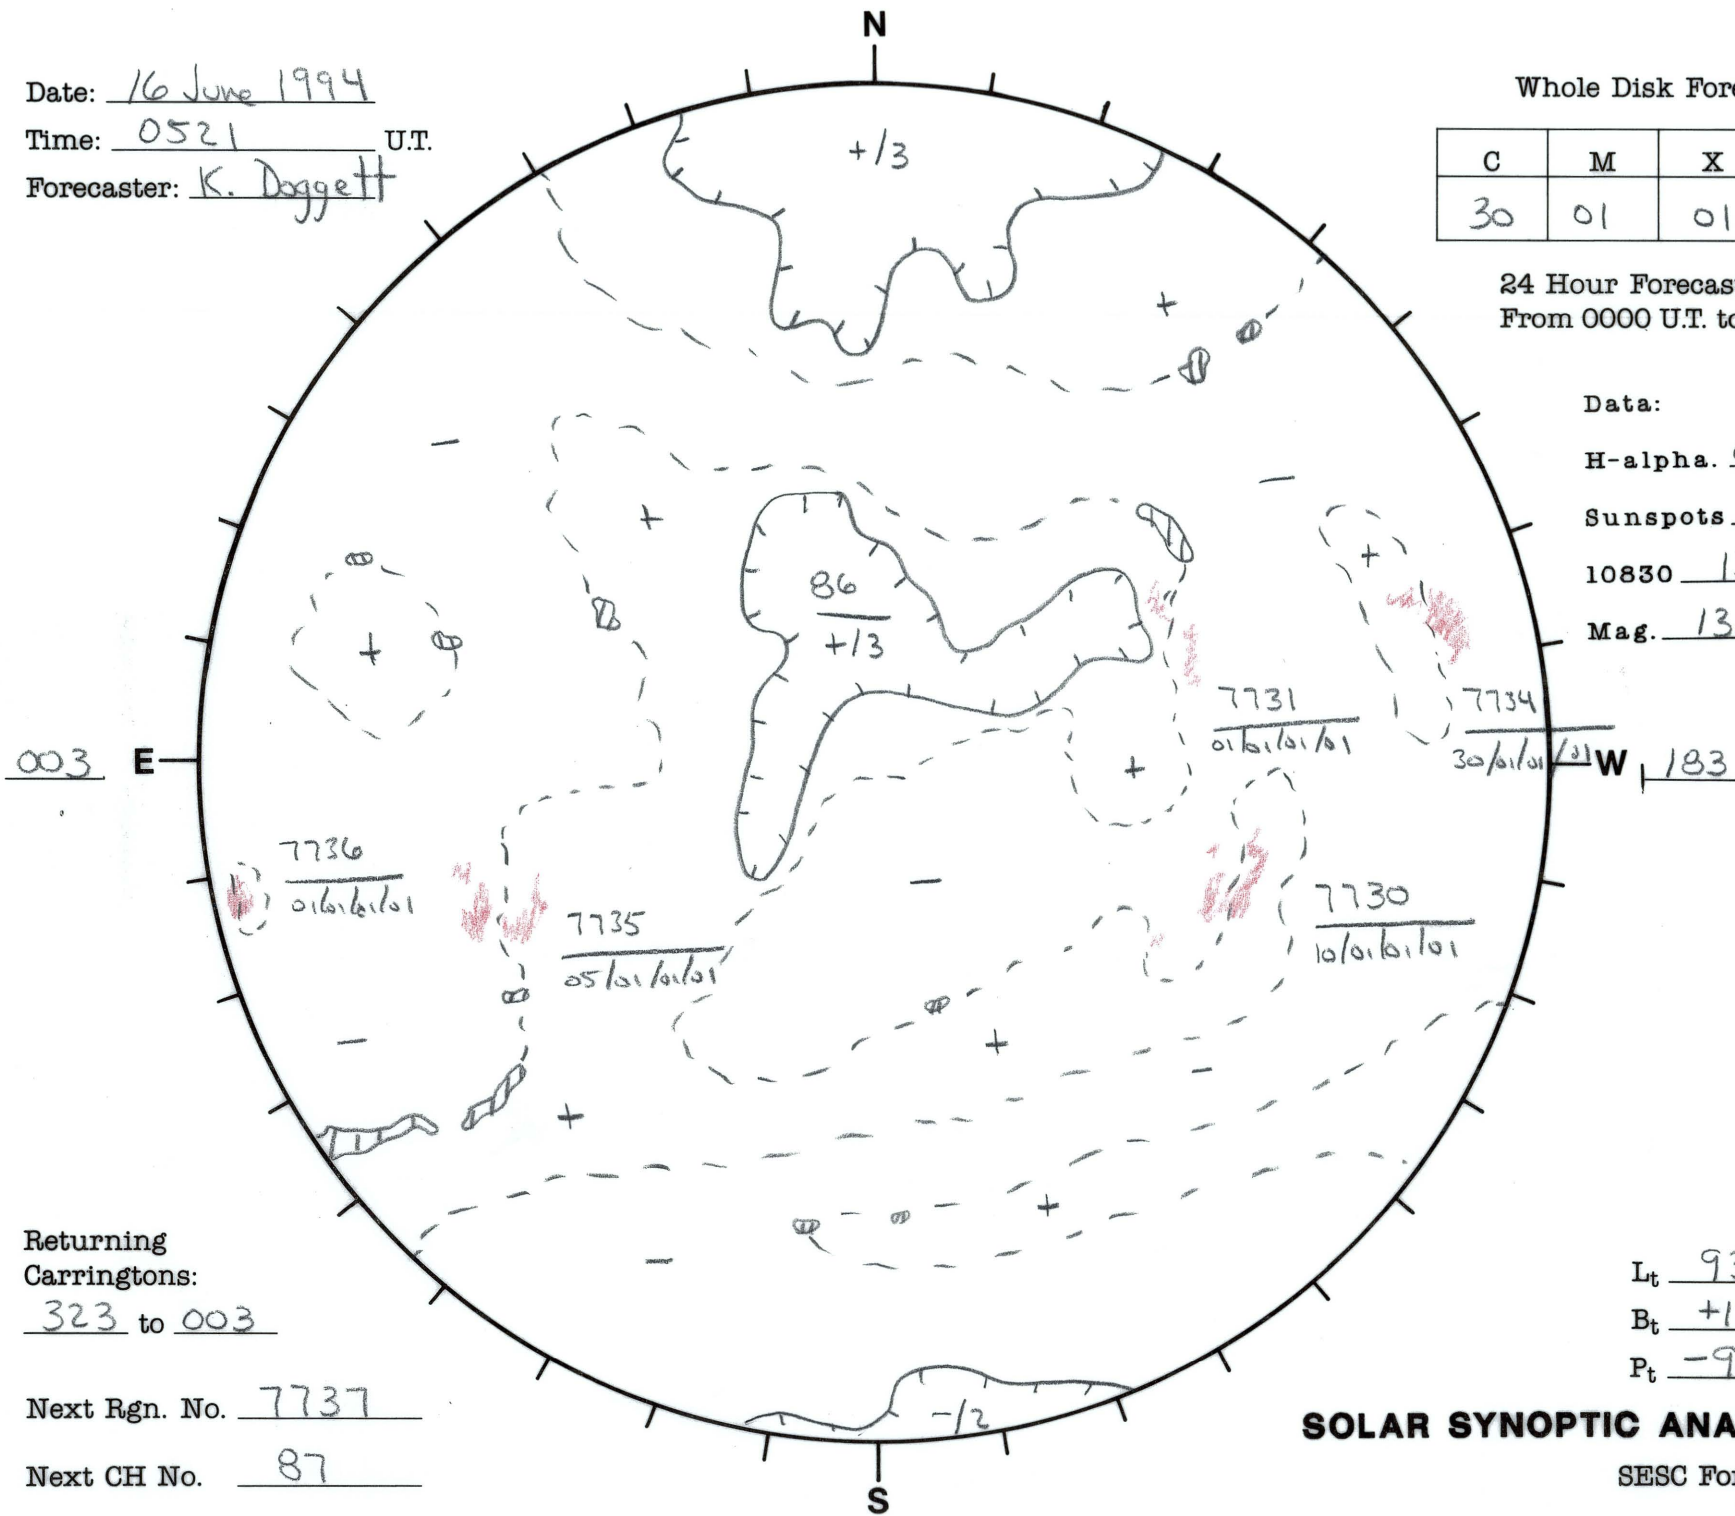 N
Date: 16 June 1994
Time: 0521 U.T.
Forecaster: K. Doggett
Whole Disk Fore
C M X
30 01 01
24 Hour Forecas
From 0000 U.T. to
Data:
H-alpha.
Sunspots
10830
Mag. 13
+/3
+
-
-
+
+
+
86
+/3
7731
01/01/01/01
7734
30/01/01/01
003 E
W 183
+
7736
01/01/01/01
7735
05/01/01/01
-
7730
10/01/01/01
-
+
-
+
+
-
Returning
Carringtons:
323 to 003
Next Rgn. No. 7737
Next CH No. 87
-/2
S
Lt 93
Bt +1
Pt -9
SOLAR SYNOPTIC ANA
SESC For